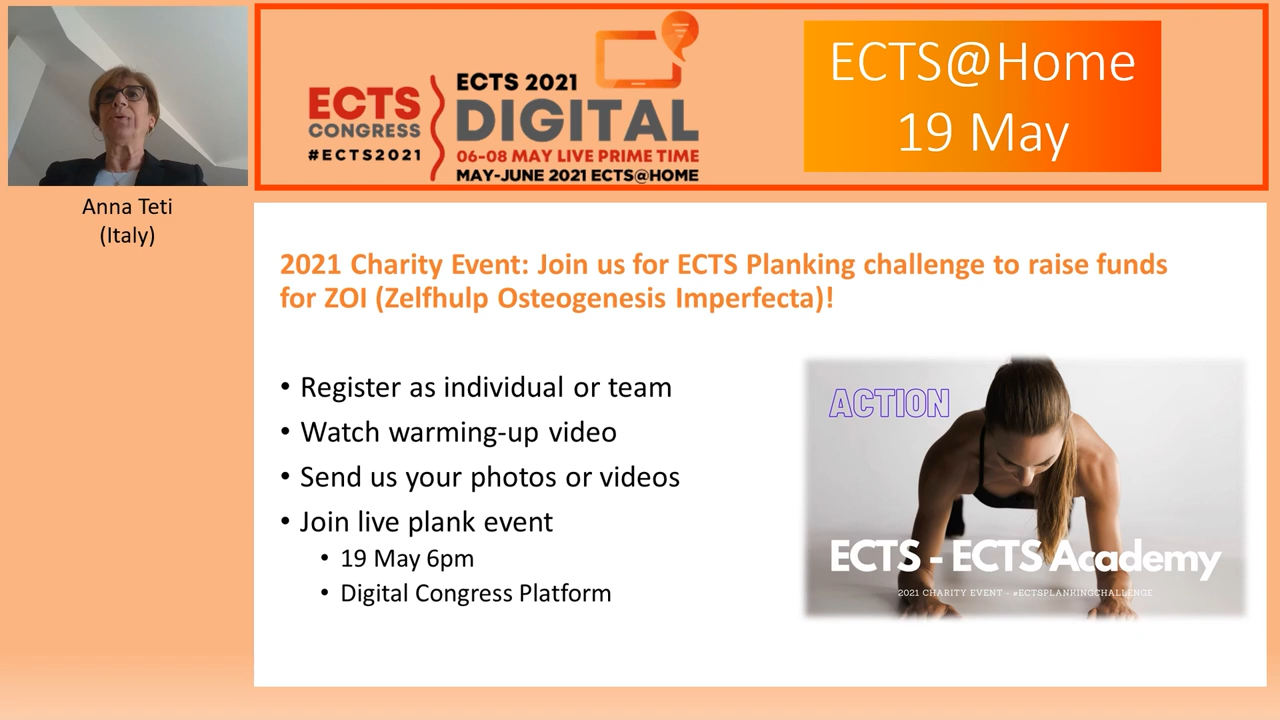 ECTS
CONGRESS
#ECTS2021
ECTS 2021
DIGITAL
06-08 MAY LIVE PRIME TIME
MAY-JUNE 2021 ECTS@HOME
ECTS@Home
19 May
Anna Teti
(Italy)
2021 Charity Event: Join us for ECTS Planking challenge to raise funds
for ZOI (Zelfhulp Osteogenesis Imperfecta)!
• Register as individual or team
• Watch warming-up video
• Send us your photos or videos
• Join live plank event
• 19 May 6pm
• Digital Congress Platform
ACTION
ECTS - ECTS Academy
2021 CHARITY EVENT - #ECTSPLANKINGCHALLENGE